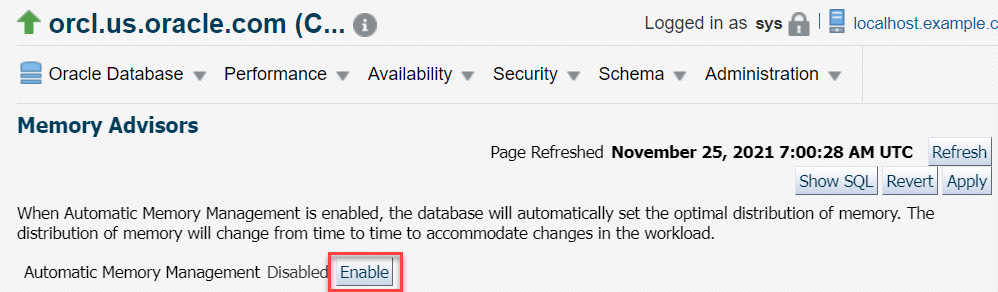 orcl.us.oracle.com (C...
Logged in as sys
localhost.example.c
Oracle Database Performance Availability Security Schema Administration
Memory Advisors
Page Refreshed November 25, 2021 7:00:28 AM UTC Refresh
Show SQL Revert Apply
When Automatic Memory Management is enabled, the database will automatically set the optimal distribution of memory. The
distribution of memory will change from time to time to accommodate changes in the workload.
Automatic Memory Management Disabled Enable